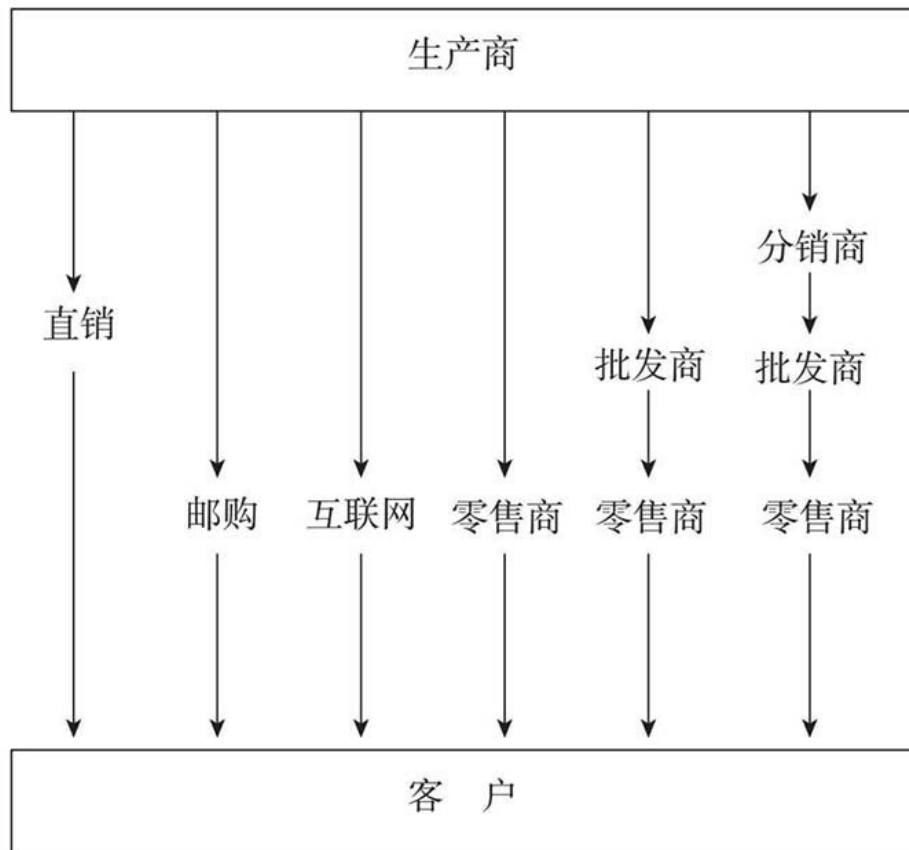 生产商
分销商
直销
批发商 批发商
邮购 互联网 零售商 零售商 零售商
客 户